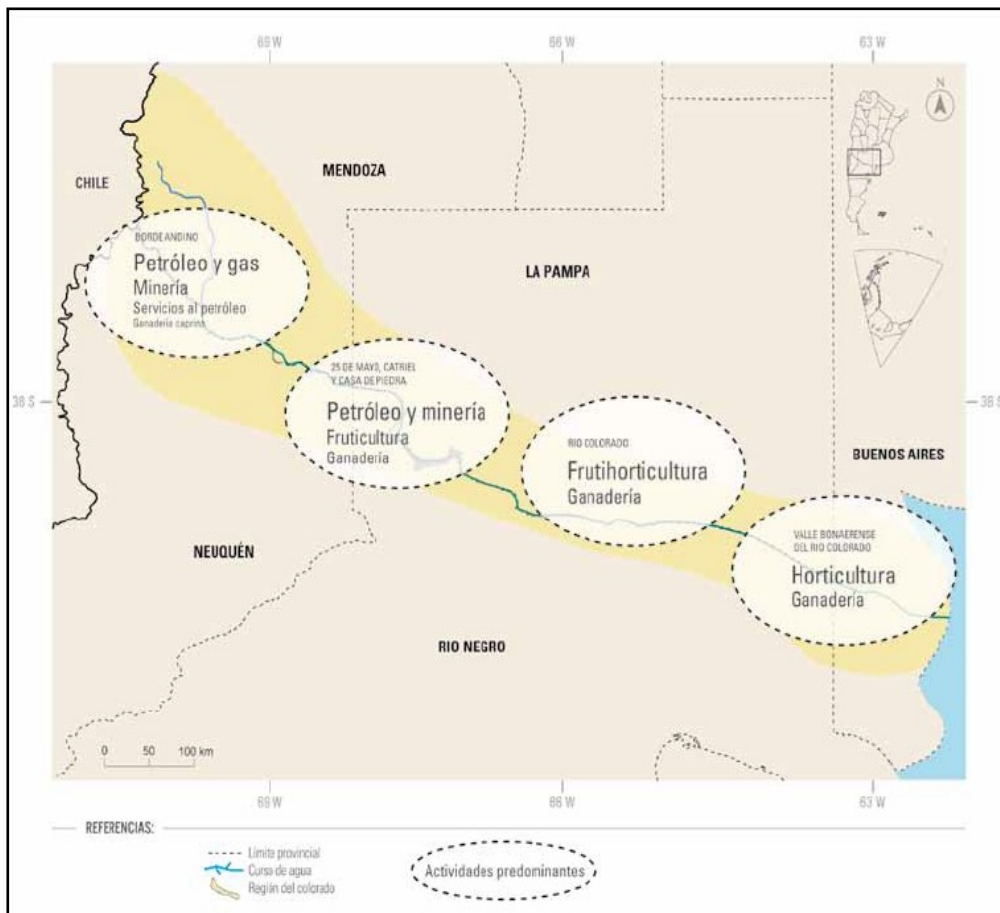 69 W
66 W
63 W
N
MENDOZA
CHILE
BORDE ANDINO
Petróleo y gas
Minería
Servicios al petróleo
Ganadería caprina
LA PAMPA
25 DE MAYO, CATRIEL
Y CASA DE PIEDRA
Petróleo y minería
Fruticultura
Ganadería
38 S
38 S
RIO COLORADO
Frutihorticultura
Ganadería
BUENOS AIRES
VALLE BONAERENSE
DEL RIO COLORADO
Horticultura
Ganadería
NEUQUÉN
RIO NEGRO
0 50 100 km
69 W
66 W
63 W
REFERENCIAS:
Límite provincial
Curso de agua
Región del colorado
Actividades predominantes